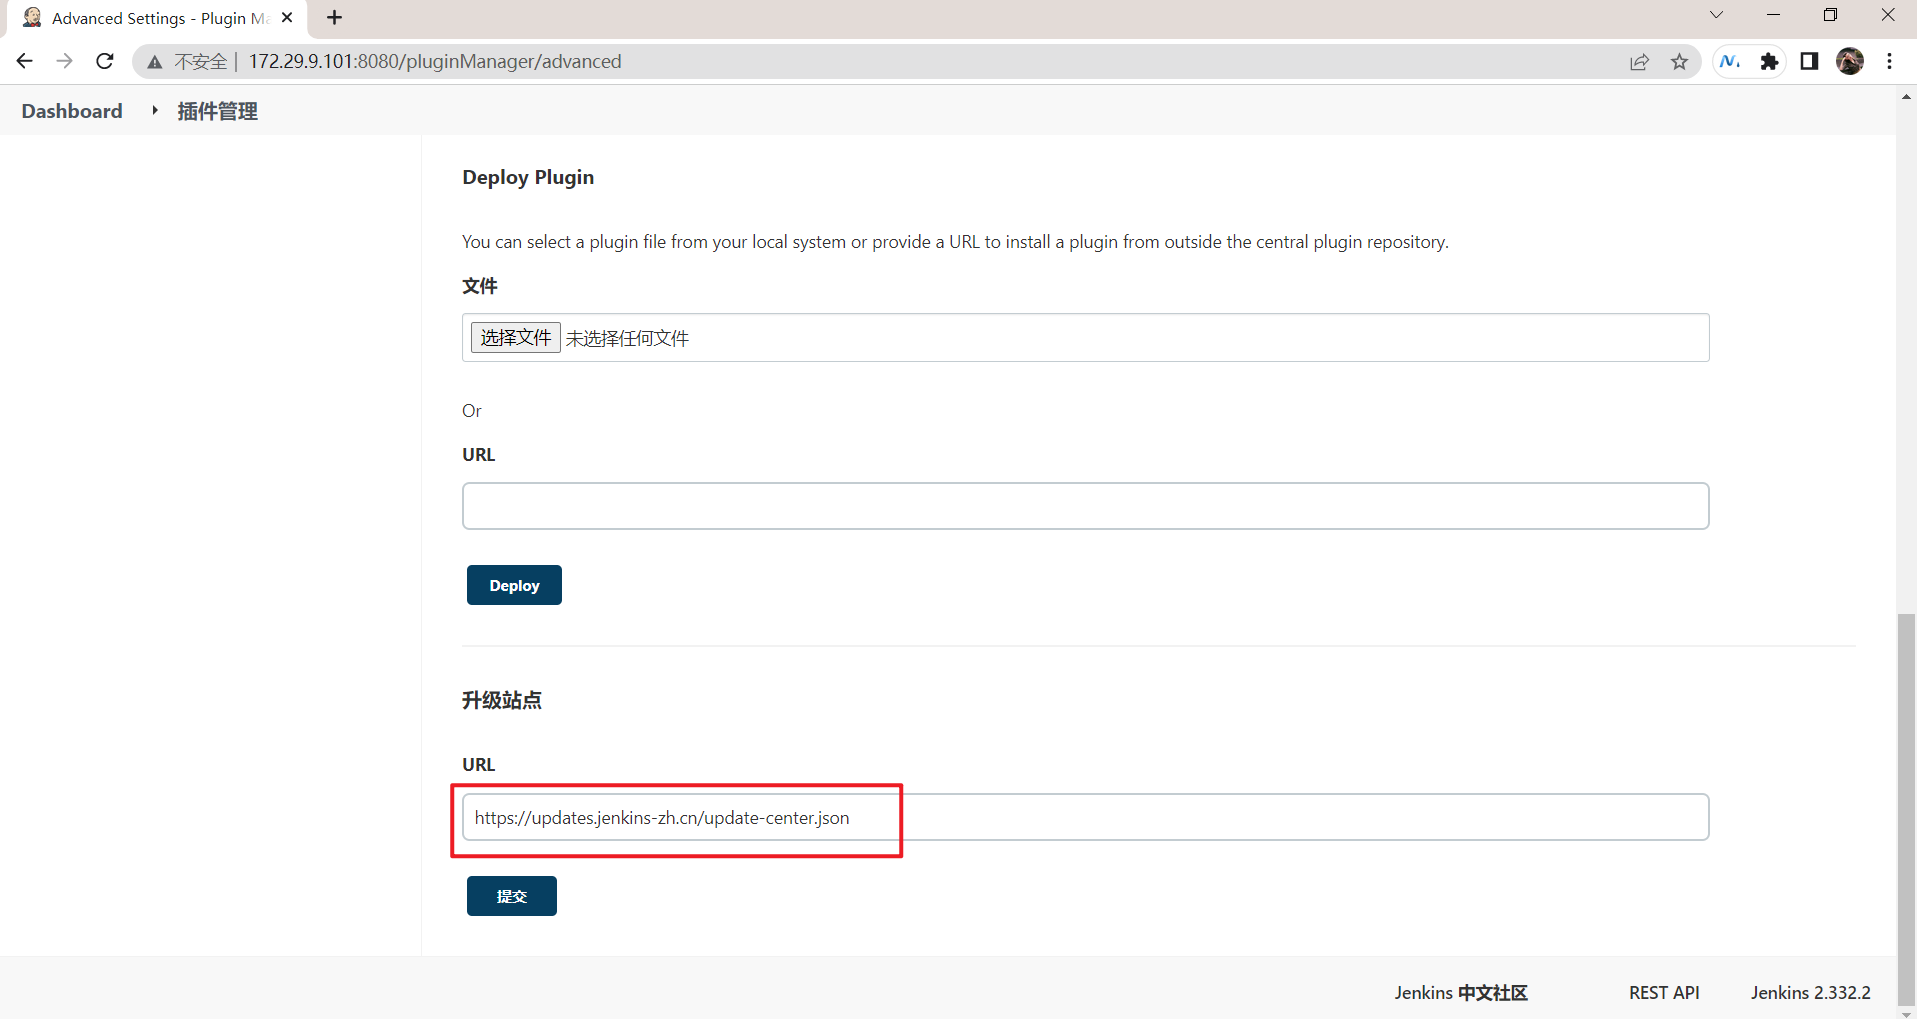 Advanced Settings - Plugin Ma
不安全 | 172.29.9.101:8080/pluginManager/advanced
Dashboard 插件管理
Deploy Plugin
You can select a plugin file from your local system or provide a URL to install a plugin from outside the central plugin repository.
文件
选择文件 未选择任何文件
Or
URL
Deploy
升级站点
URL
https://updates.jenkins-zh.cn/update-center.json
提交
Jenkins 中文社区 REST API Jenkins 2.332.2